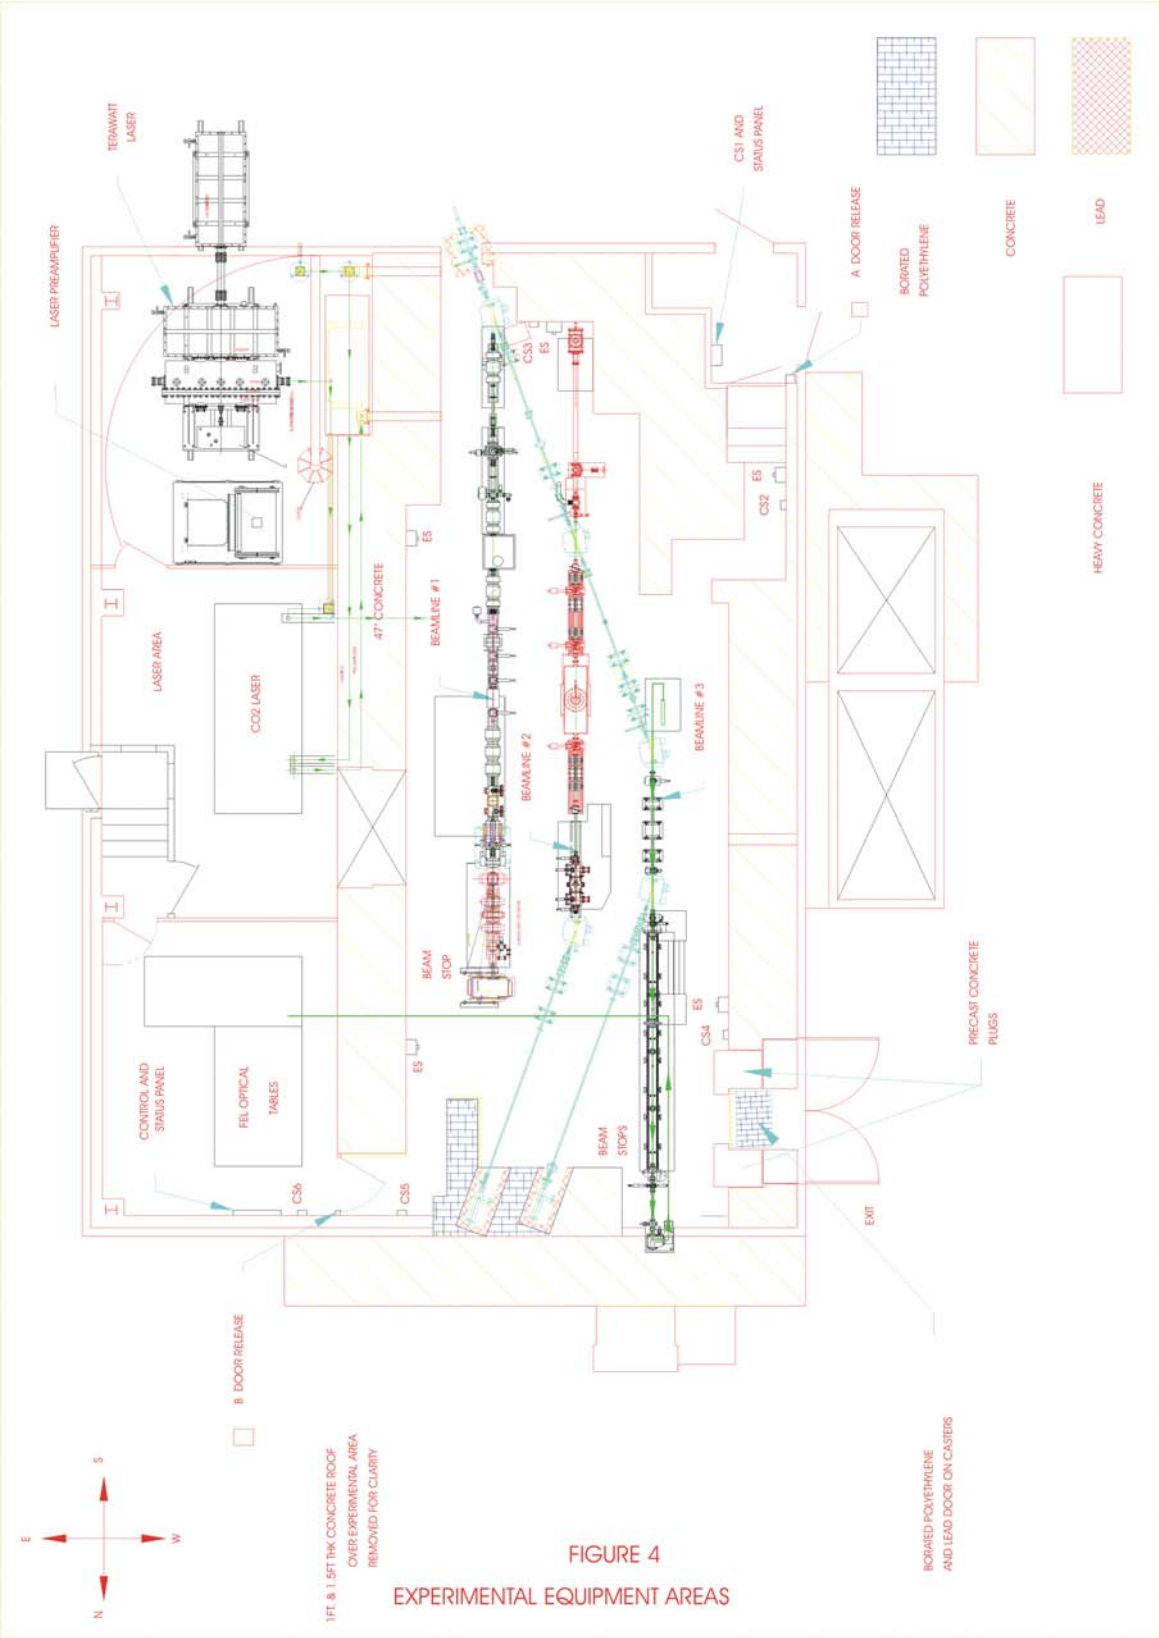 TERAWATT
LASER
LASER PREAMPLIFIER
CS1 AND
STATUS PANEL
A DOOR RELEASE
BORATED
POLYETHYLENE
CONCRETE
LEAD
HEAVY CONCRETE
CS3
ES
ES
CS2
ES
47" CONCRETE
BEAMLINE #1
LASER AREA
CO2 LASER
BEAMLINE #2
BEAMLINE #3
BEAM
STOP
ES
CS4
ES
PRECAST CONCRETE
PLUGS
CONTROL AND
STATUS PANEL
FEL OPTICAL
TABLES
BEAM
STOPS
CS6
CS5
EXIT
B DOOR RELEASE
1FT. & 1.5FT THK CONCRETE ROOF
OVER EXPERIMENTAL AREA
REMOVED FOR CLARITY
BORATED POLYETHYLENE
AND LEAD DOOR ON CASTERS
E
S
W
N
FIGURE 4
EXPERIMENTAL EQUIPMENT AREAS